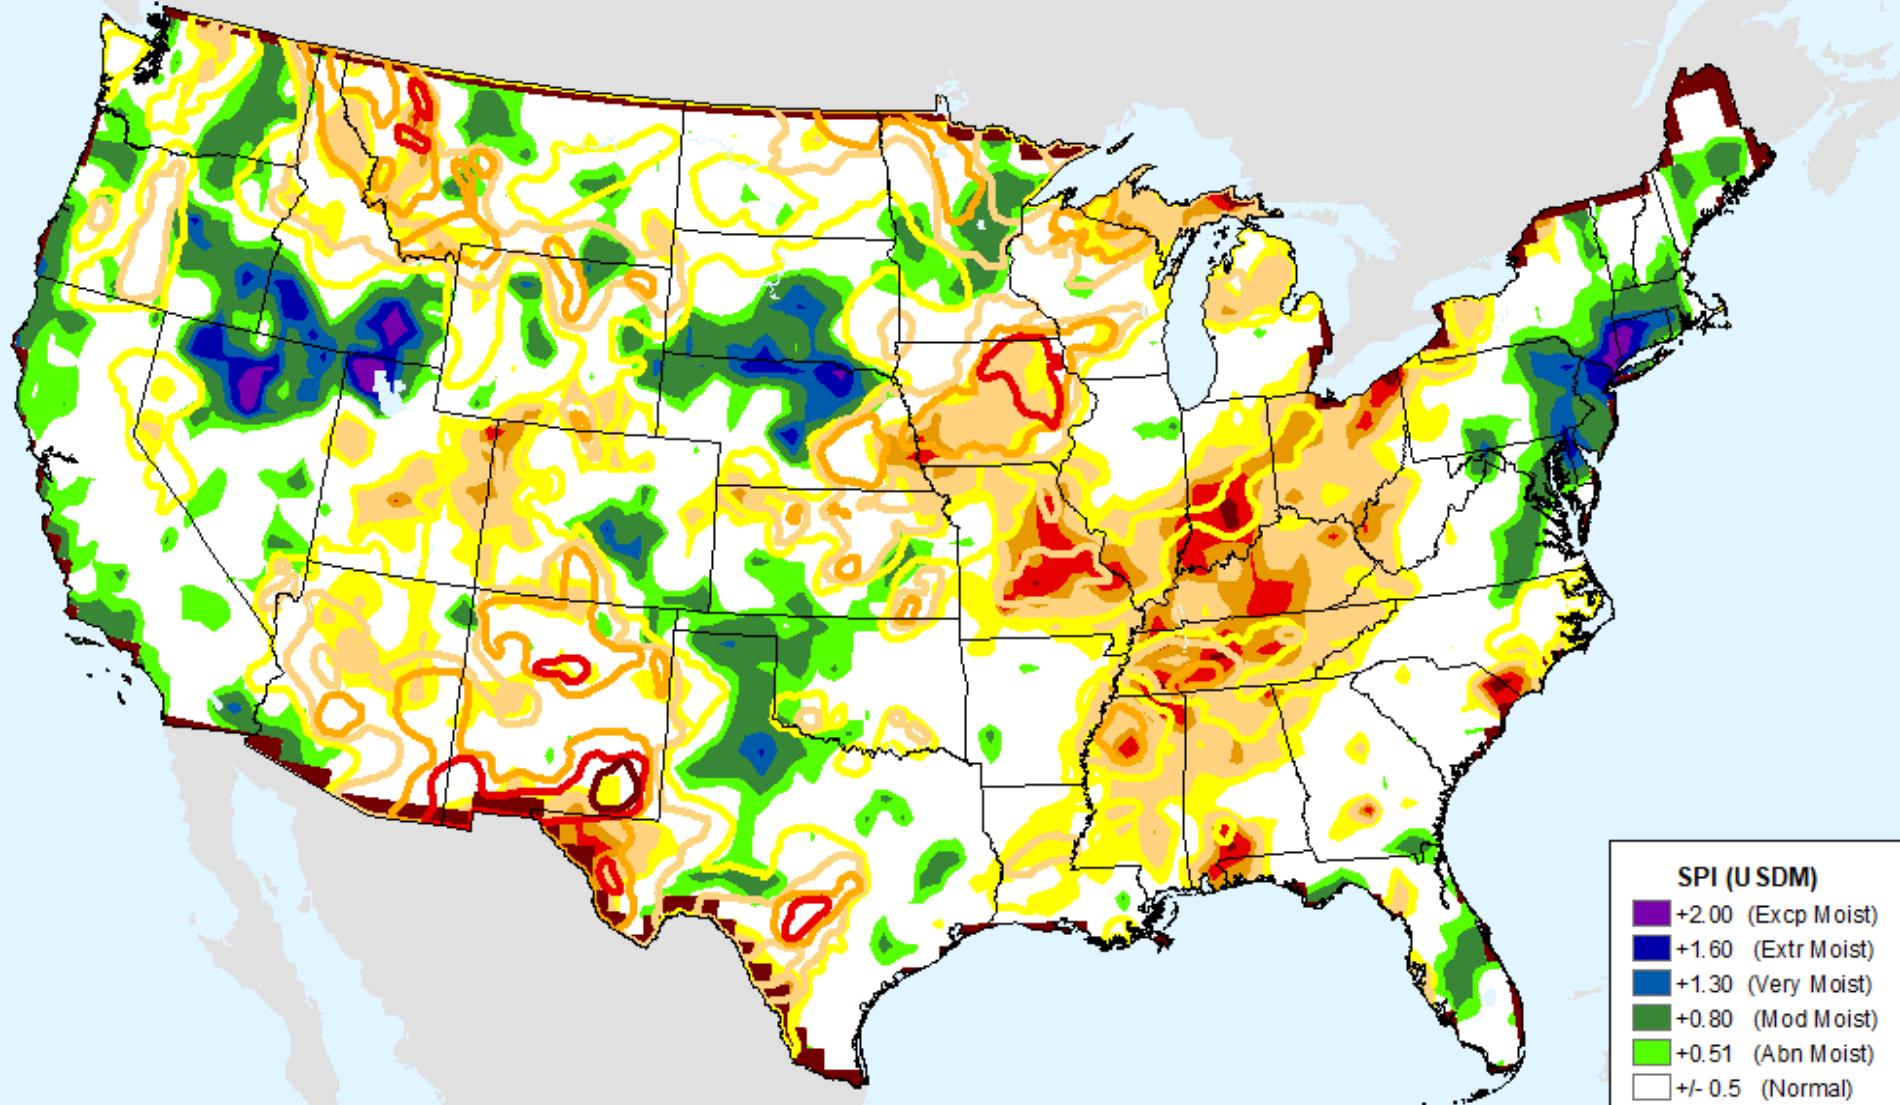 SPI (USDM)
+2.00 (Excp Moist)
+1.60 (Extr Moist)
+1.30 (Very Moist)
+0.80 (Mod Moist)
+0.51 (Abn Moist)
+/- 0.5 (Normal)